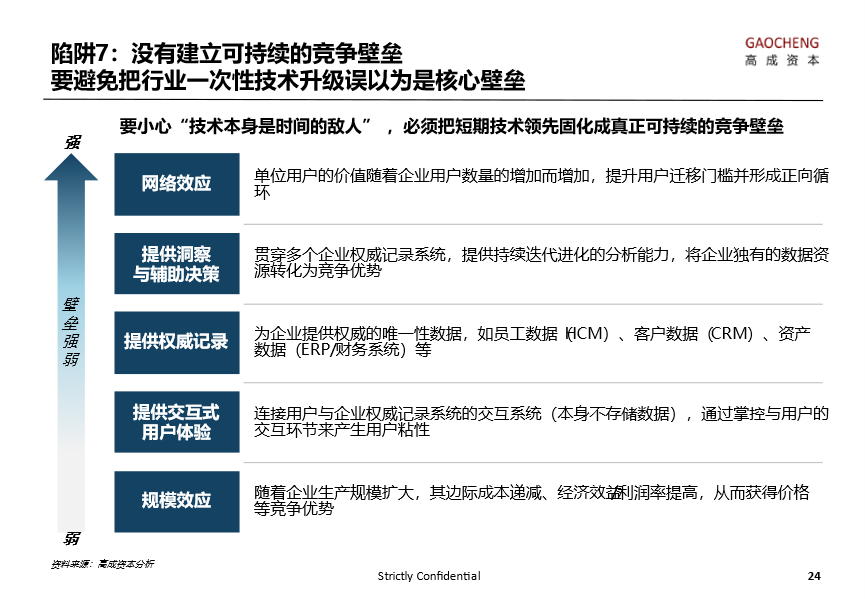 陷阱7：没有建立可持续的竞争壁垒
要避免把行业一次性技术升级误以为是核心壁垒
GAOCHENG
高成资本
要小心“技术本身是时间的敌人”，必须把短期技术领先固化成真正可持续的竞争壁垒
强
壁垒强弱
弱
网络效应
单位用户的价值随着企业用户数量的增加而增加，提升用户迁移门槛并形成正向循
环
提供洞察
与辅助决策
贯穿多个企业权威记录系统，提供持续迭代进化的分析能力，将企业独有的数据资
源转化为竞争优势
提供权威记录
为企业提供权威的唯一性数据，如员工数据（HCM）、客户数据（CRM）、资产
数据（ERP/财务系统）等
提供交互式
用户体验
连接用户与企业权威记录系统的交互系统（本身不存储数据），通过掌控与用户的
交互环节来产生用户粘性
规模效应
随着企业生产规模扩大，其边际成本递减、经济效益/利润率提高，从而获得价格
等竞争优势
资料来源：高成资本分析
Strictly Confidential
24